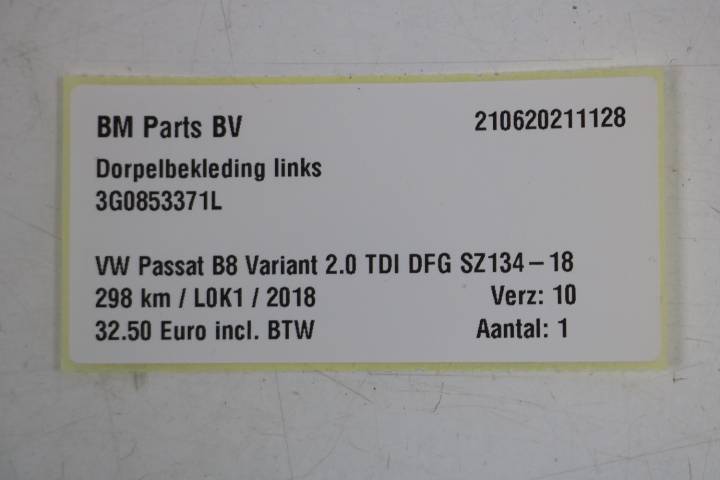 BM Parts BV 210620211128
Dorpelbekleding links
3G0853371L
VW Passat B8 Variant 2.0 TDI DFG SZ134-18
298 km / L0K1 / 2018 Verz: 10
32.50 Euro incl. BTW Aantal: 1